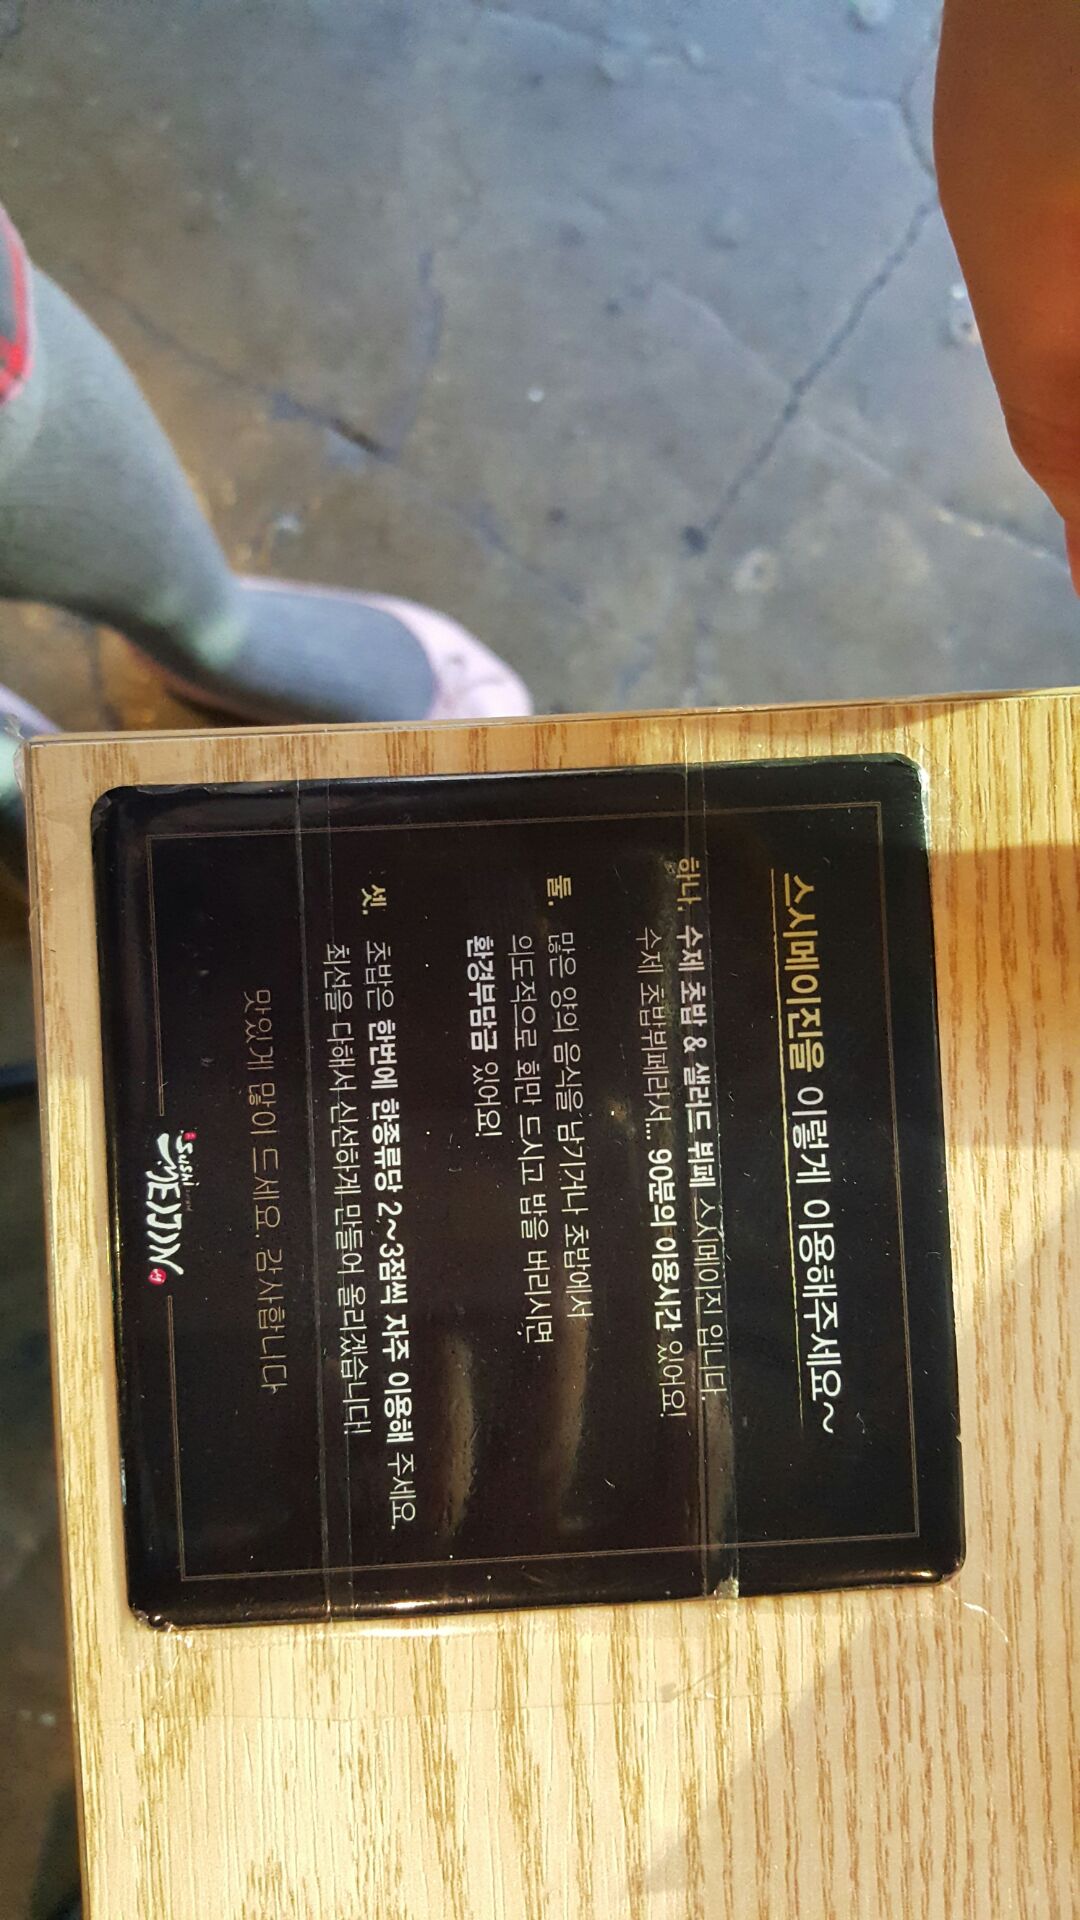 스시메이진을 이렇게 이용해주세요~
하나. 수제 초밥 & 샐러드 뷔페 스시메이진 입니다.
수제 초밥뷔페라서... 90분의 이용시간 있어요!
둘. 많은 양의 음식을 남기거나 초밥에서
의도적으로 회만 드시고 밥을 버리시면
환경부담금 있어요!
셋. 초밥은 한번에 한종류당 2~3점씩 자주 이용해 주세요.
최선을 다해서 신선하게 만들어 올리겠습니다!
맛있게 많이 드세요. 감사합니다
Sushi
MEIJIN